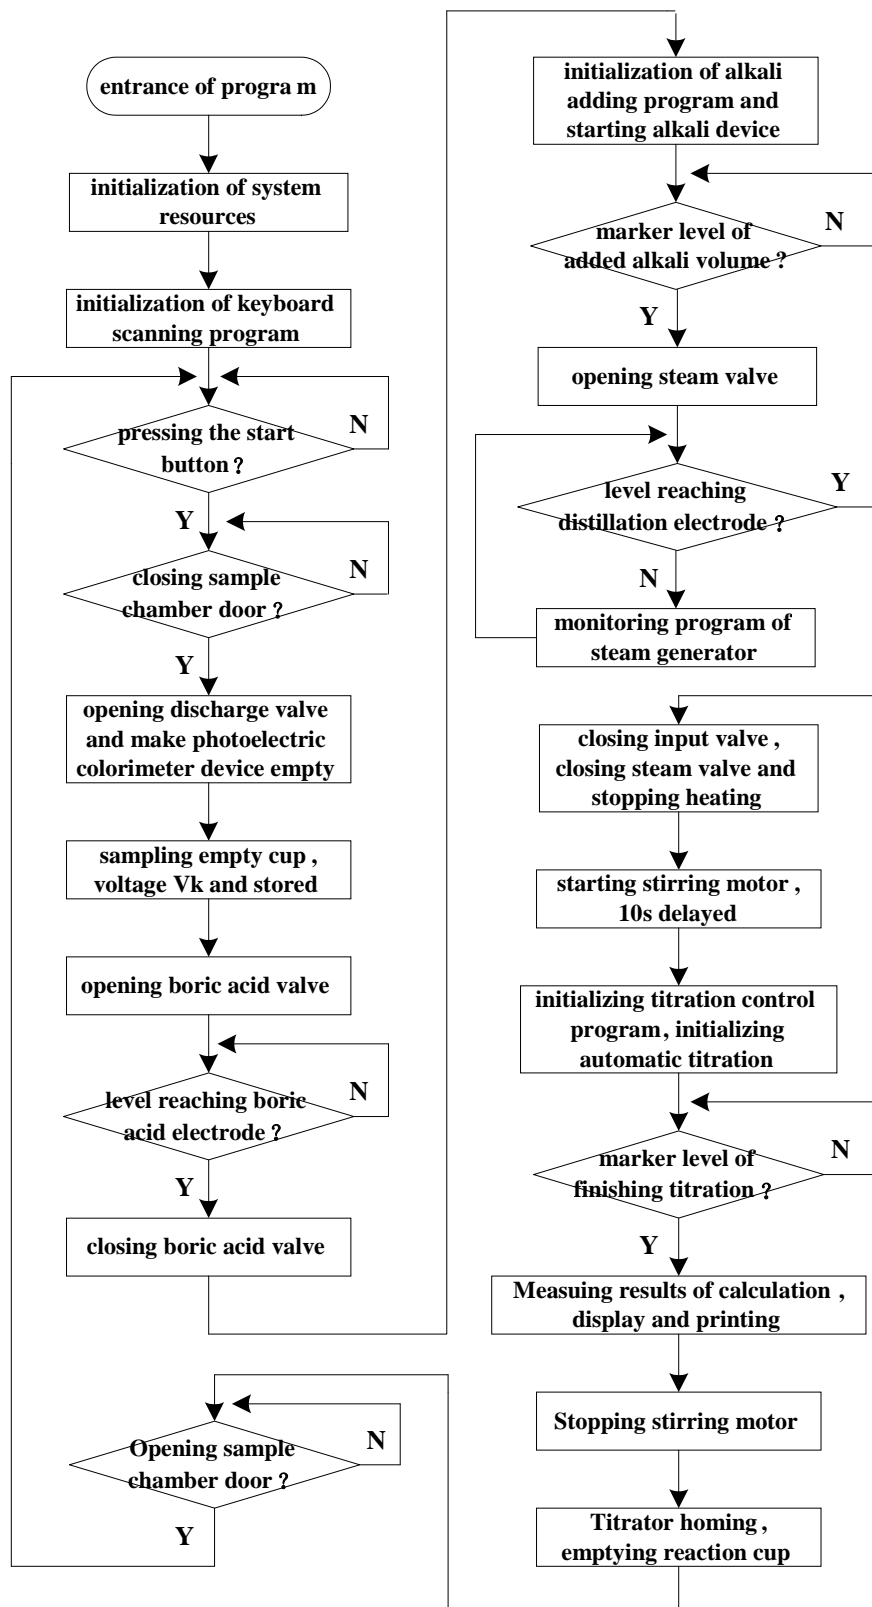 entrance of progra m
initialization of system
resources
initialization of keyboard
scanning program
pressing the start
button？
N
Y
closing sample
chamber door？
N
Y
opening discharge valve
and make photoelectric
colorimeter device empty
sampling empty cup ,
voltage Vk and stored
opening boric acid valve
level reaching boric
acid electrode？
N
Y
closing boric acid valve
Opening sample
chamber door？
N
Y
initialization of alkali
adding program and
starting alkali device
marker level of
added alkali volume？
N
Y
opening steam valve
level reaching
distillation electrode？
Y
N
monitoring program of
steam generator
closing input valve ,
closing steam valve and
stopping heating
starting stirring motor ,
10s delayed
initializing titration control
program, initializing
automatic titration
marker level of
finishing titration？
N
Y
Measuing results of calculation ,
display and printing
Stopping stirring motor
Titrator homing ,
emptying reaction cup